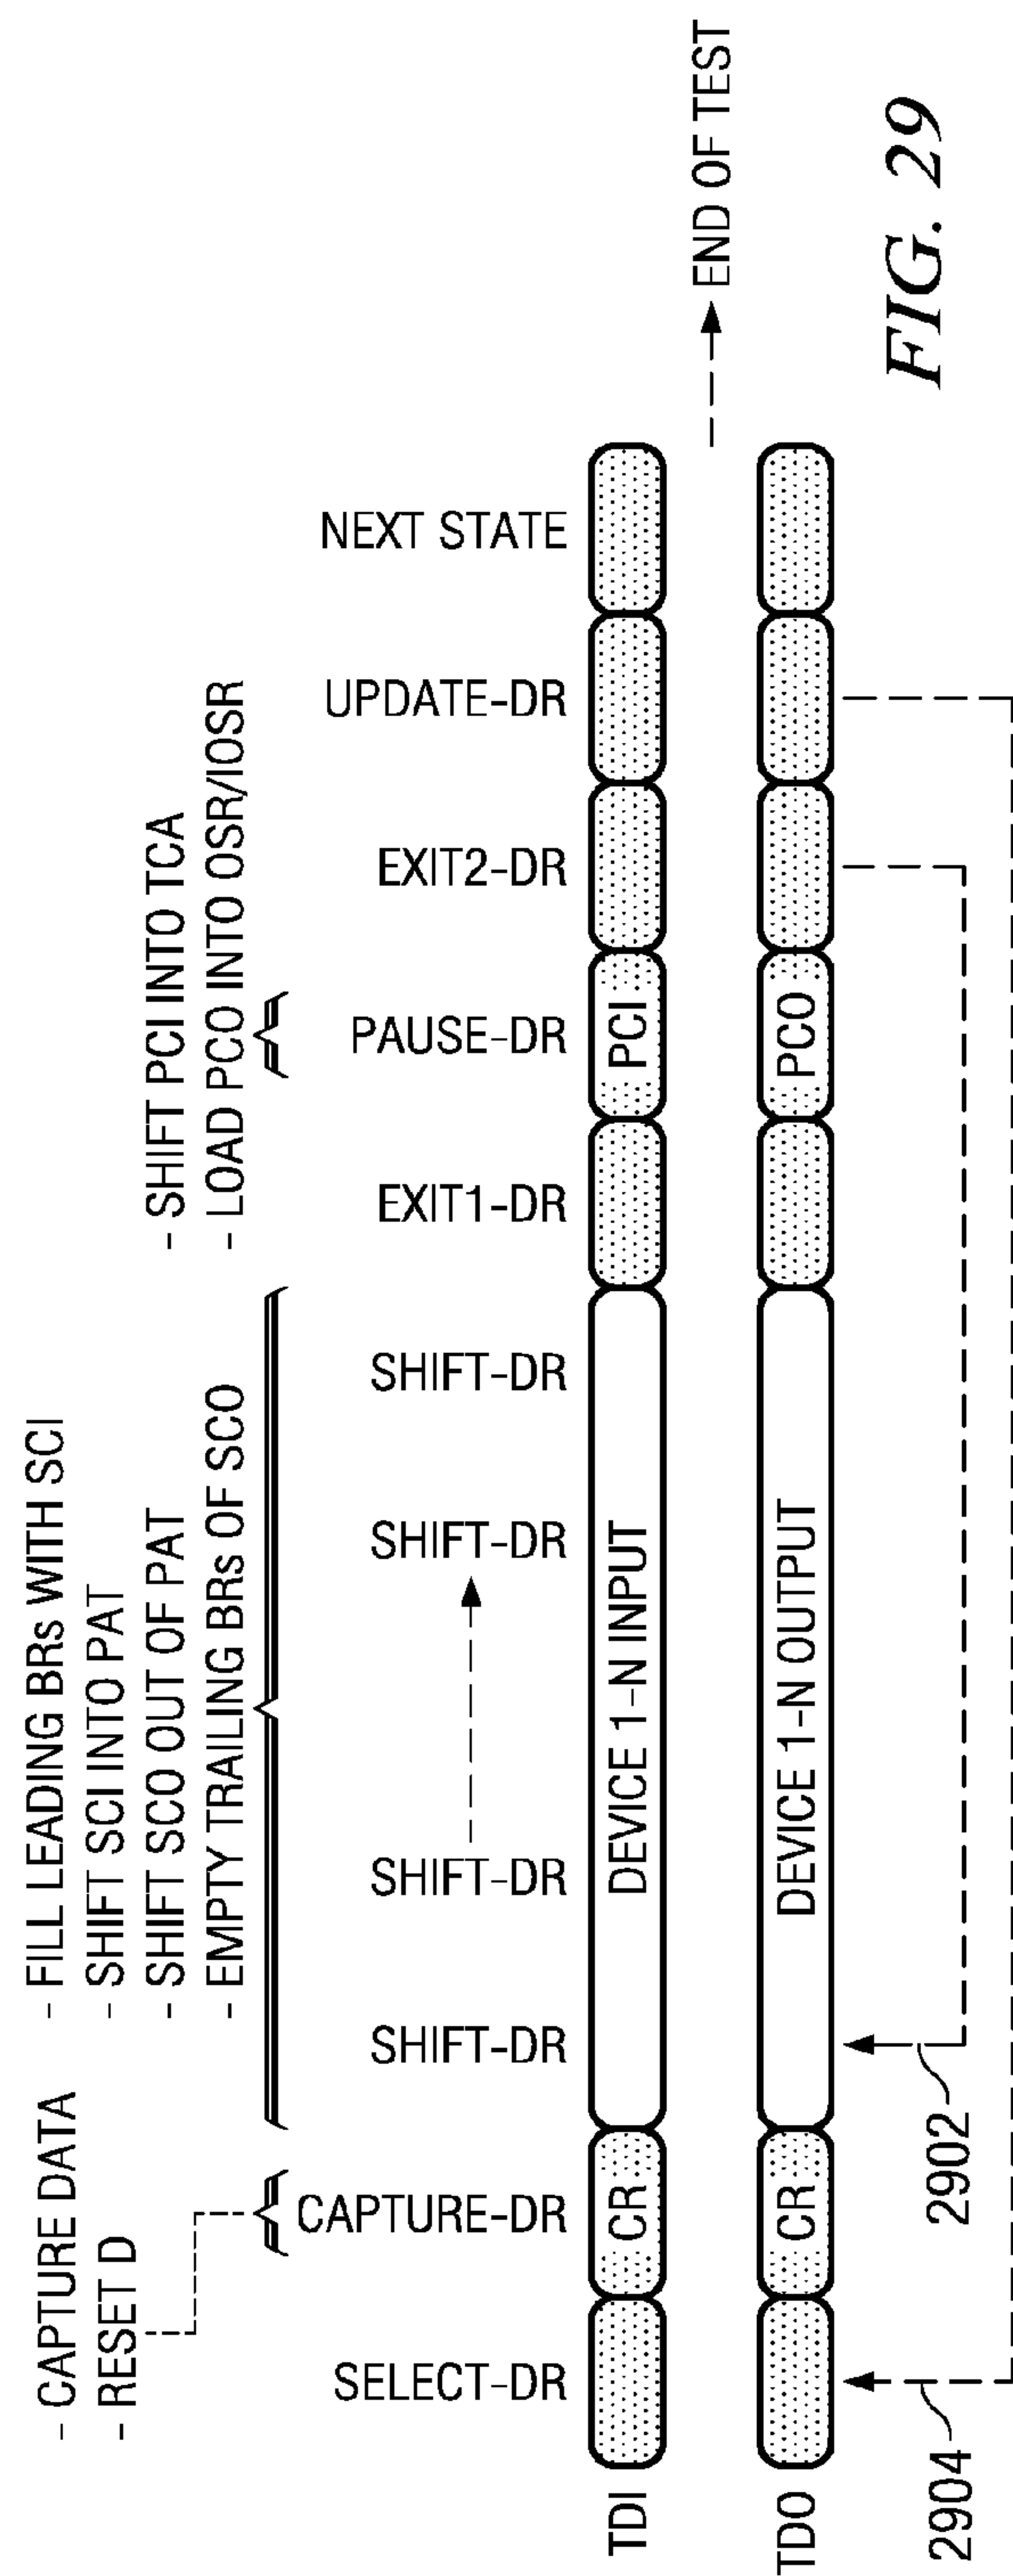 - CAPTURE DATA
- RESET D
- FILL LEADING BRs WITH SCI
- SHIFT SCI INTO PAT
- SHIFT SCO OUT OF PAT
- EMPTY TRAILING BRs OF SCO
- SHIFT PCI INTO TCA
- LOAD PCO INTO OSR/IOSR
SELECT-DR
CAPTURE-DR
SHIFT-DR
SHIFT-DR
SHIFT-DR
SHIFT-DR
EXIT1-DR
PAUSE-DR
EXIT2-DR
UPDATE-DR
NEXT STATE
TDI
CR
DEVICE 1-N INPUT
PCI
END OF TEST
TDO
CR
DEVICE 1-N OUTPUT
PCO
2904
2902
FIG. 29